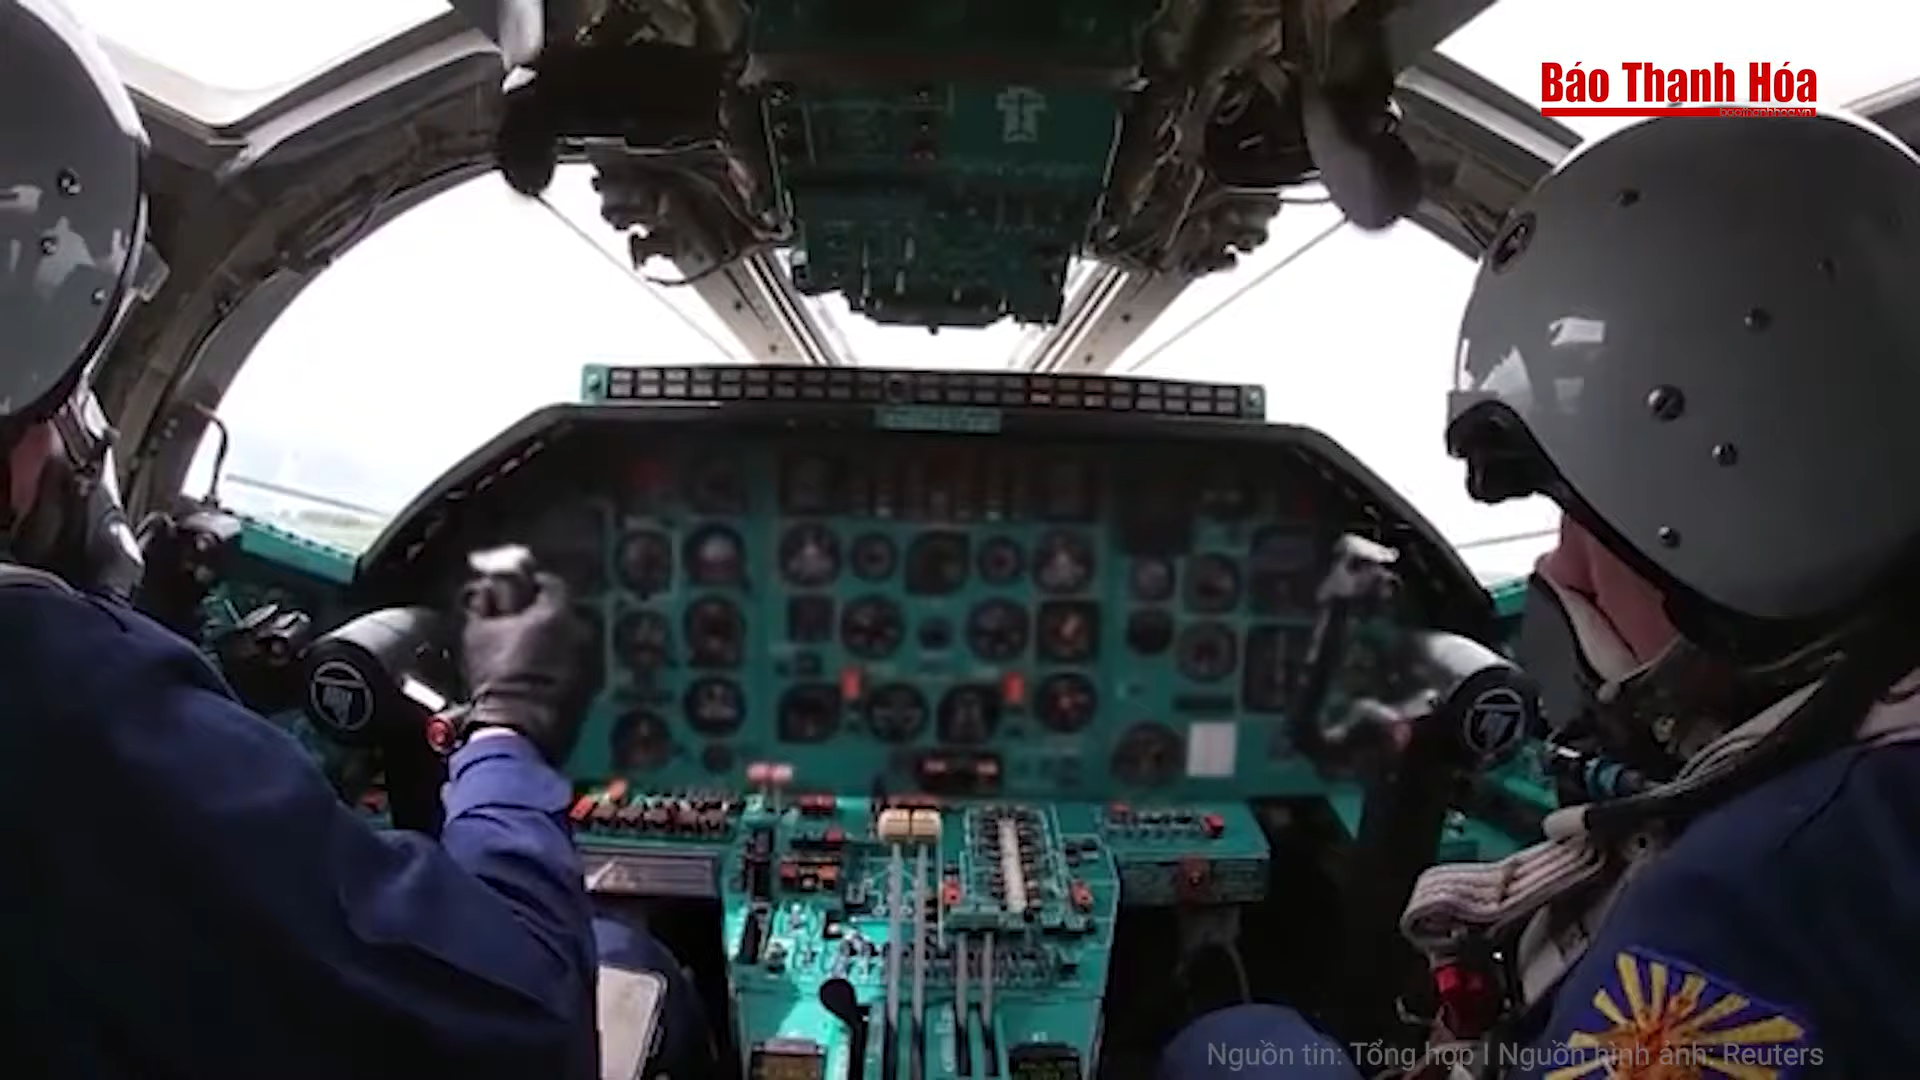 Báo Thanh Hóa
baothanhhoa.vn
Nguồn tin: Tổng hợp I Nguồn hình ảnh: Reuters